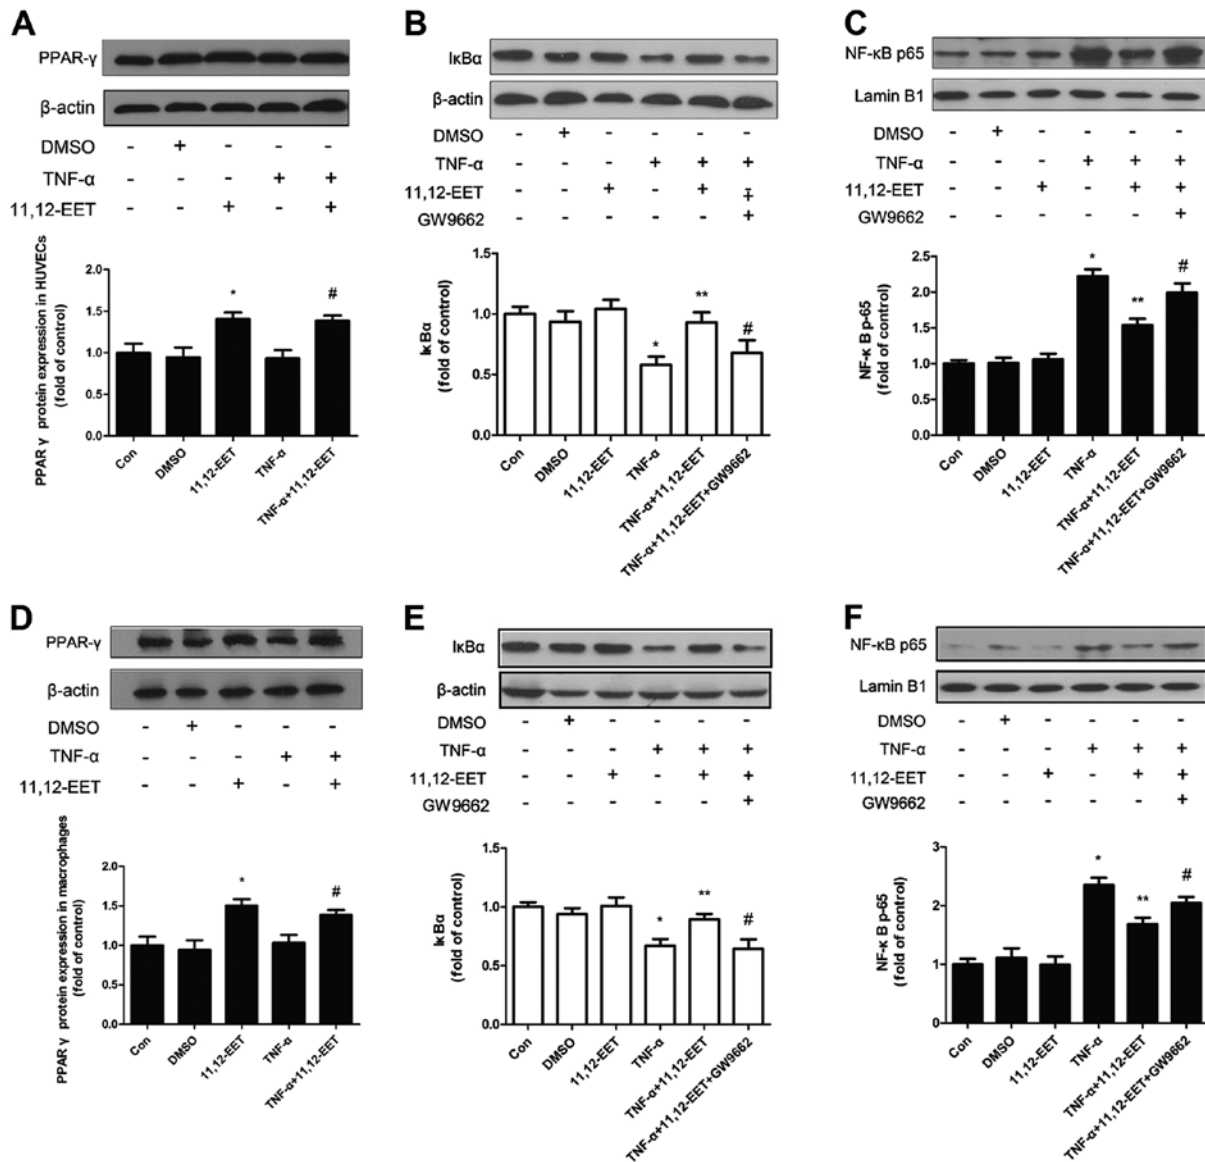 A
PPAR-γ
β-actin
DMSO - + - - -
TNF-α - - - + +
11,12-EET - - + - +
PPAR γ protein expression in HUVECs
(fold of control)
2.0
1.5
1.0
0.5
0.0
*
#
Con
DMSO
11,12-EET
TNF-α
TNF-α+11,12-EET
B
IκBα
β-actin
DMSO - + - - - -
TNF-α - - - + + +
11,12-EET - - + - +
GW9662 - - - - - +
IκBα
(fold of control)
1.5
1.0
0.5
0.0
*
**
#
Con
DMSO
11,12-EET
TNF-α
TNF-α+11,12-EET
TNF-α+11,12-EET+GW9662
C
NF-κB p65
Lamin B1
DMSO - + - - - -
TNF-α - - - + + +
11,12-EET - - + - + +
GW9662 - - - - - +
NF-κ B p-65
(fold of control)
2.5
2.0
1.5
1.0
0.5
0.0
*
**
#
Con
DMSO
11,12-EET
TNF-α
TNF-α+11,12-EET
TNF-α+11,12-EET+GW9662
D
PPAR-γ
β-actin
DMSO - + - - -
TNF-α - - - + +
11,12-EET - - + - +
PPAR γ protein expression in macrophages
(fold of control)
2.0
1.5
1.0
0.5
0.0
*
#
Con
DMSO
11,12-EET
TNF-α
TNF-α+11,12-EET
E
IκBα
β-actin
DMSO - + - - - -
TNF-α - - - + + +
11,12-EET - - + - + +
GW9662 - - - - - +
IκBα
(fold of control)
1.5
1.0
0.5
0.0
*
**
#
Con
DMSO
11,12-EET
TNF-α
TNF-α+11,12-EET
TNF-α+11,12-EET+GW9662
F
NF-κB p65
Lamin B1
DMSO - + - - - -
TNF-α - - - + + +
11,12-EET - - + - + +
GW9662 - - - - - +
NF-κ B p-65
(fold of control)
3
2
1
0
*
**
#
Con
DMSO
11,12-EET
TNF-α
TNF-α+11,12-EET
TNF-α+11,12-EET+GW9662